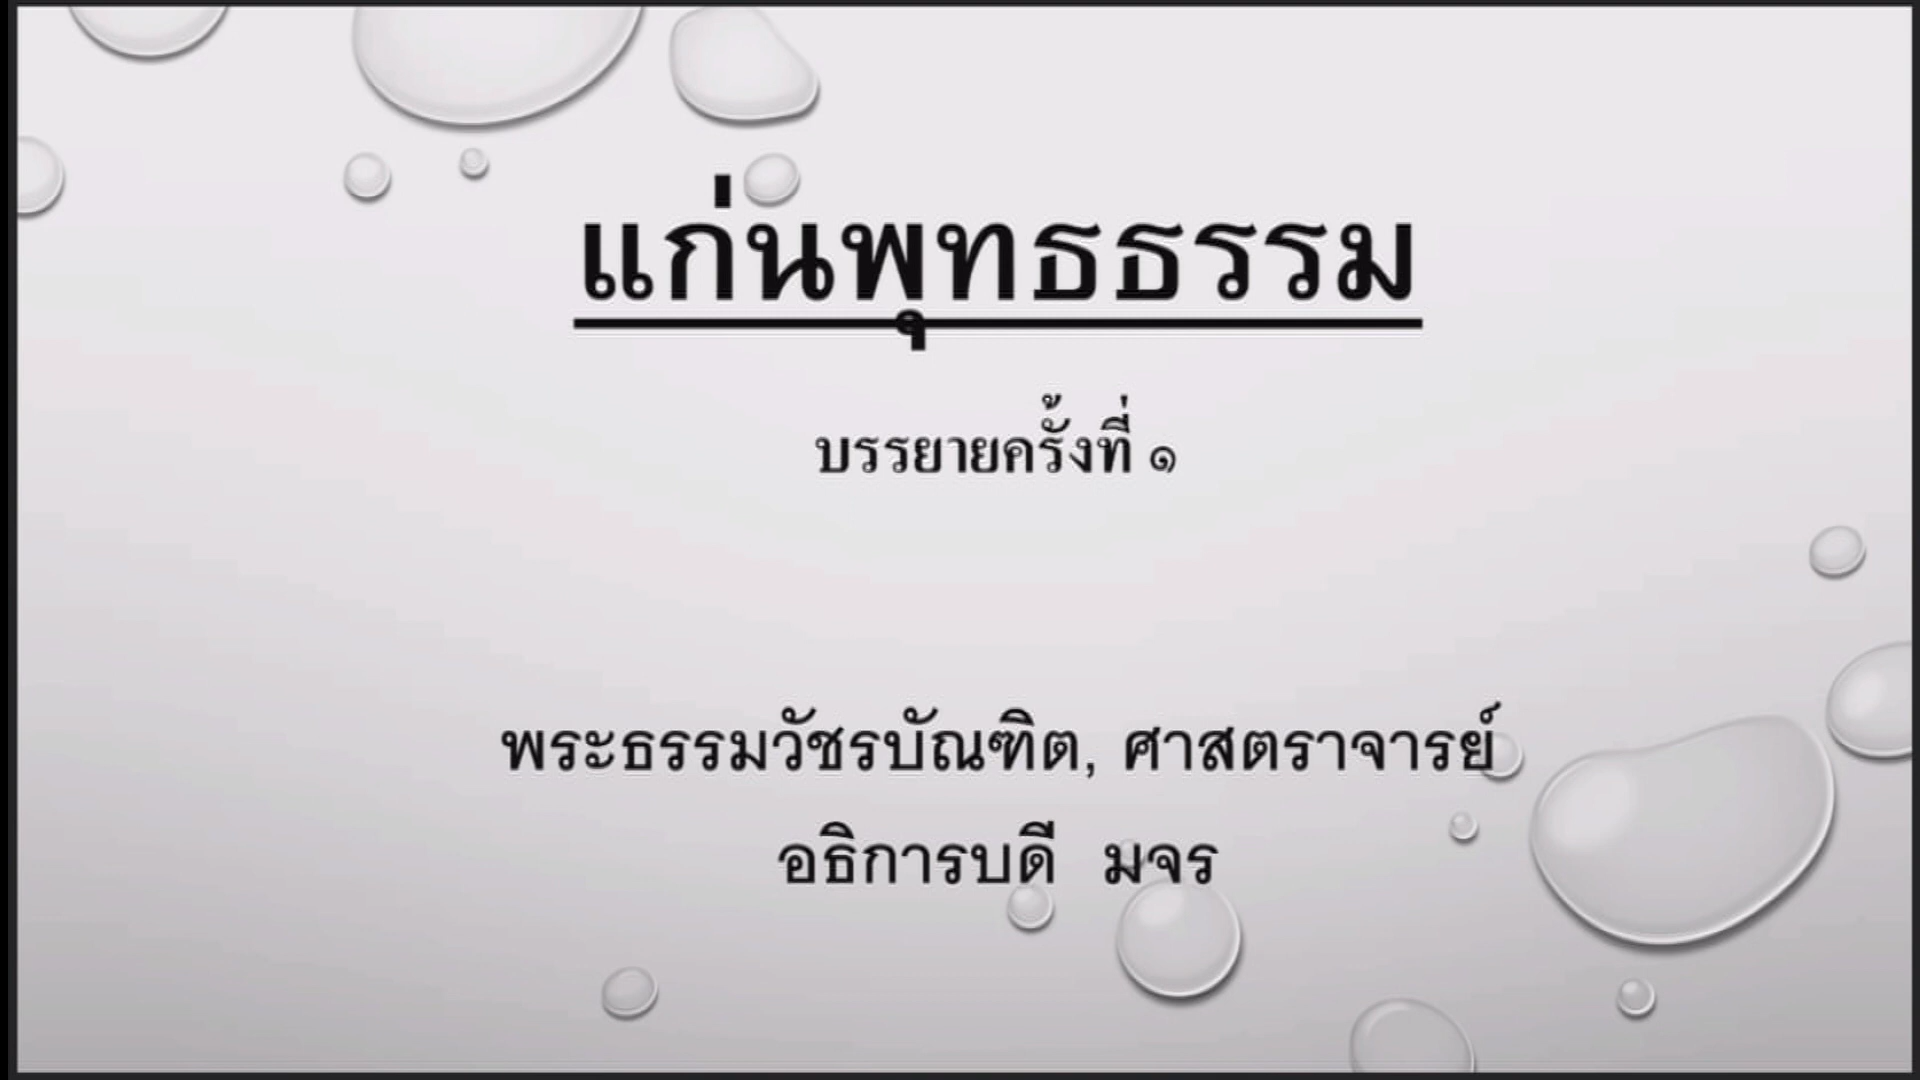 แก่นพุทธธรรม
บรรยายครั้งที่ ๑
พระธรรมวัชรบัณฑิต, ศาสตราจารย์
อธิการบดี มจร